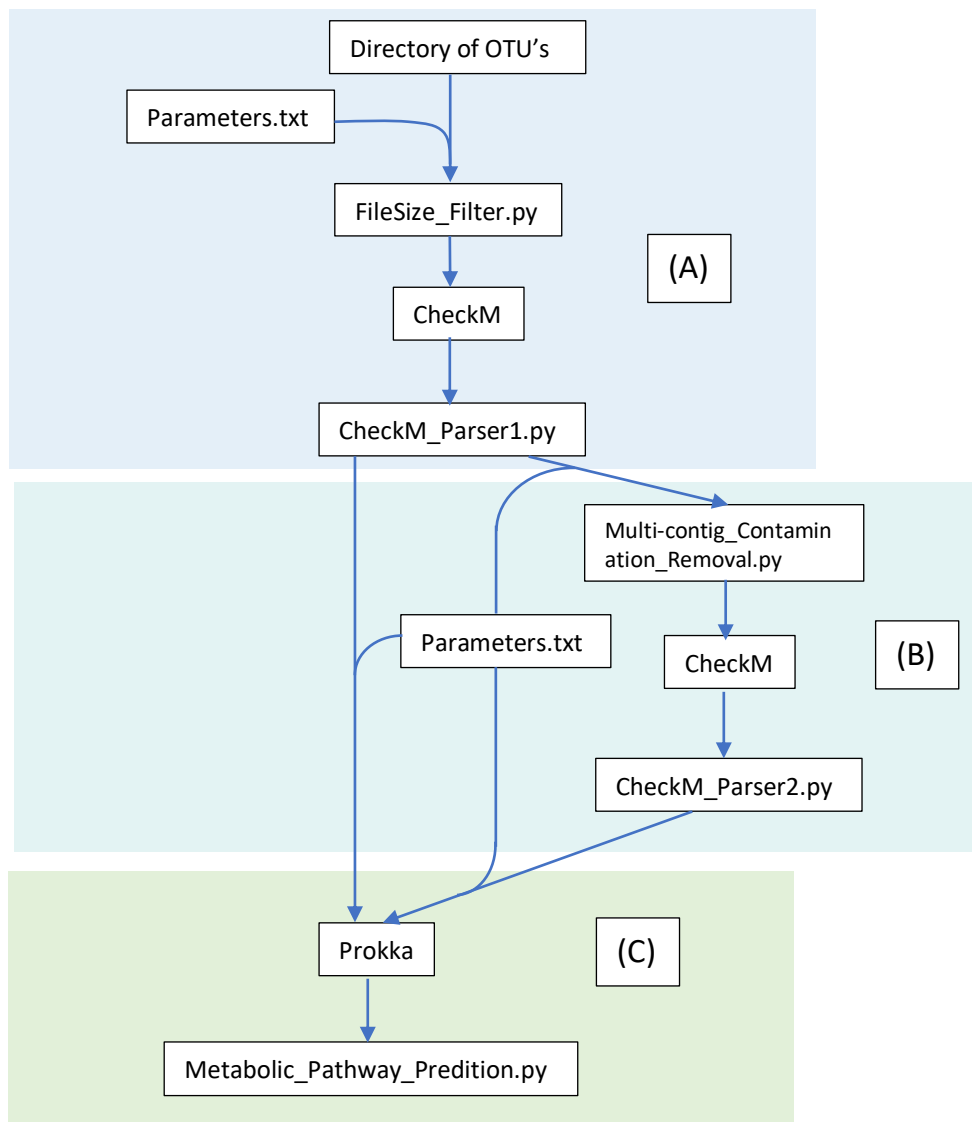 Directory of OTU's
Parameters.txt
FileSize_Filter.py
(A)
CheckM
CheckM_Parser1.py
Multi-contig_Contamin
ation_Removal.py
Parameters.txt
(B)
CheckM
CheckM_Parser2.py
Prokka
(C)
Metabolic_Pathway_Predition.py